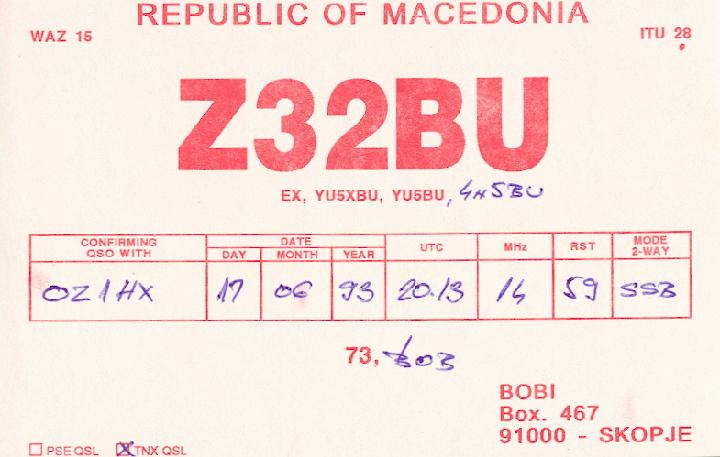 REPUBLIC OF MACEDONIA
WAZ 15
ITU 28
Z32BU
EX, YU5XBU, YU5BU, 4N5BU
CONFIRMING QSO WITH DATE UTC MHz RST MODE 2-WAY
DAY MONTH YEAR
OZ1HX 17 06 93 20.13 14 59 SSB
73, BOB
BOBI
Box. 467
91000 - SKOPJE
PSE QSL X TNX QSL